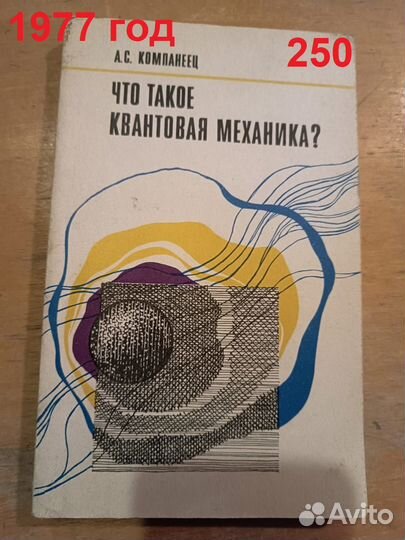 1977 год
250
А.С. КОМПАНЕЕЦ
ЧТО ТАКОЕ
КВАНТОВАЯ МЕХАНИКА?
Avito